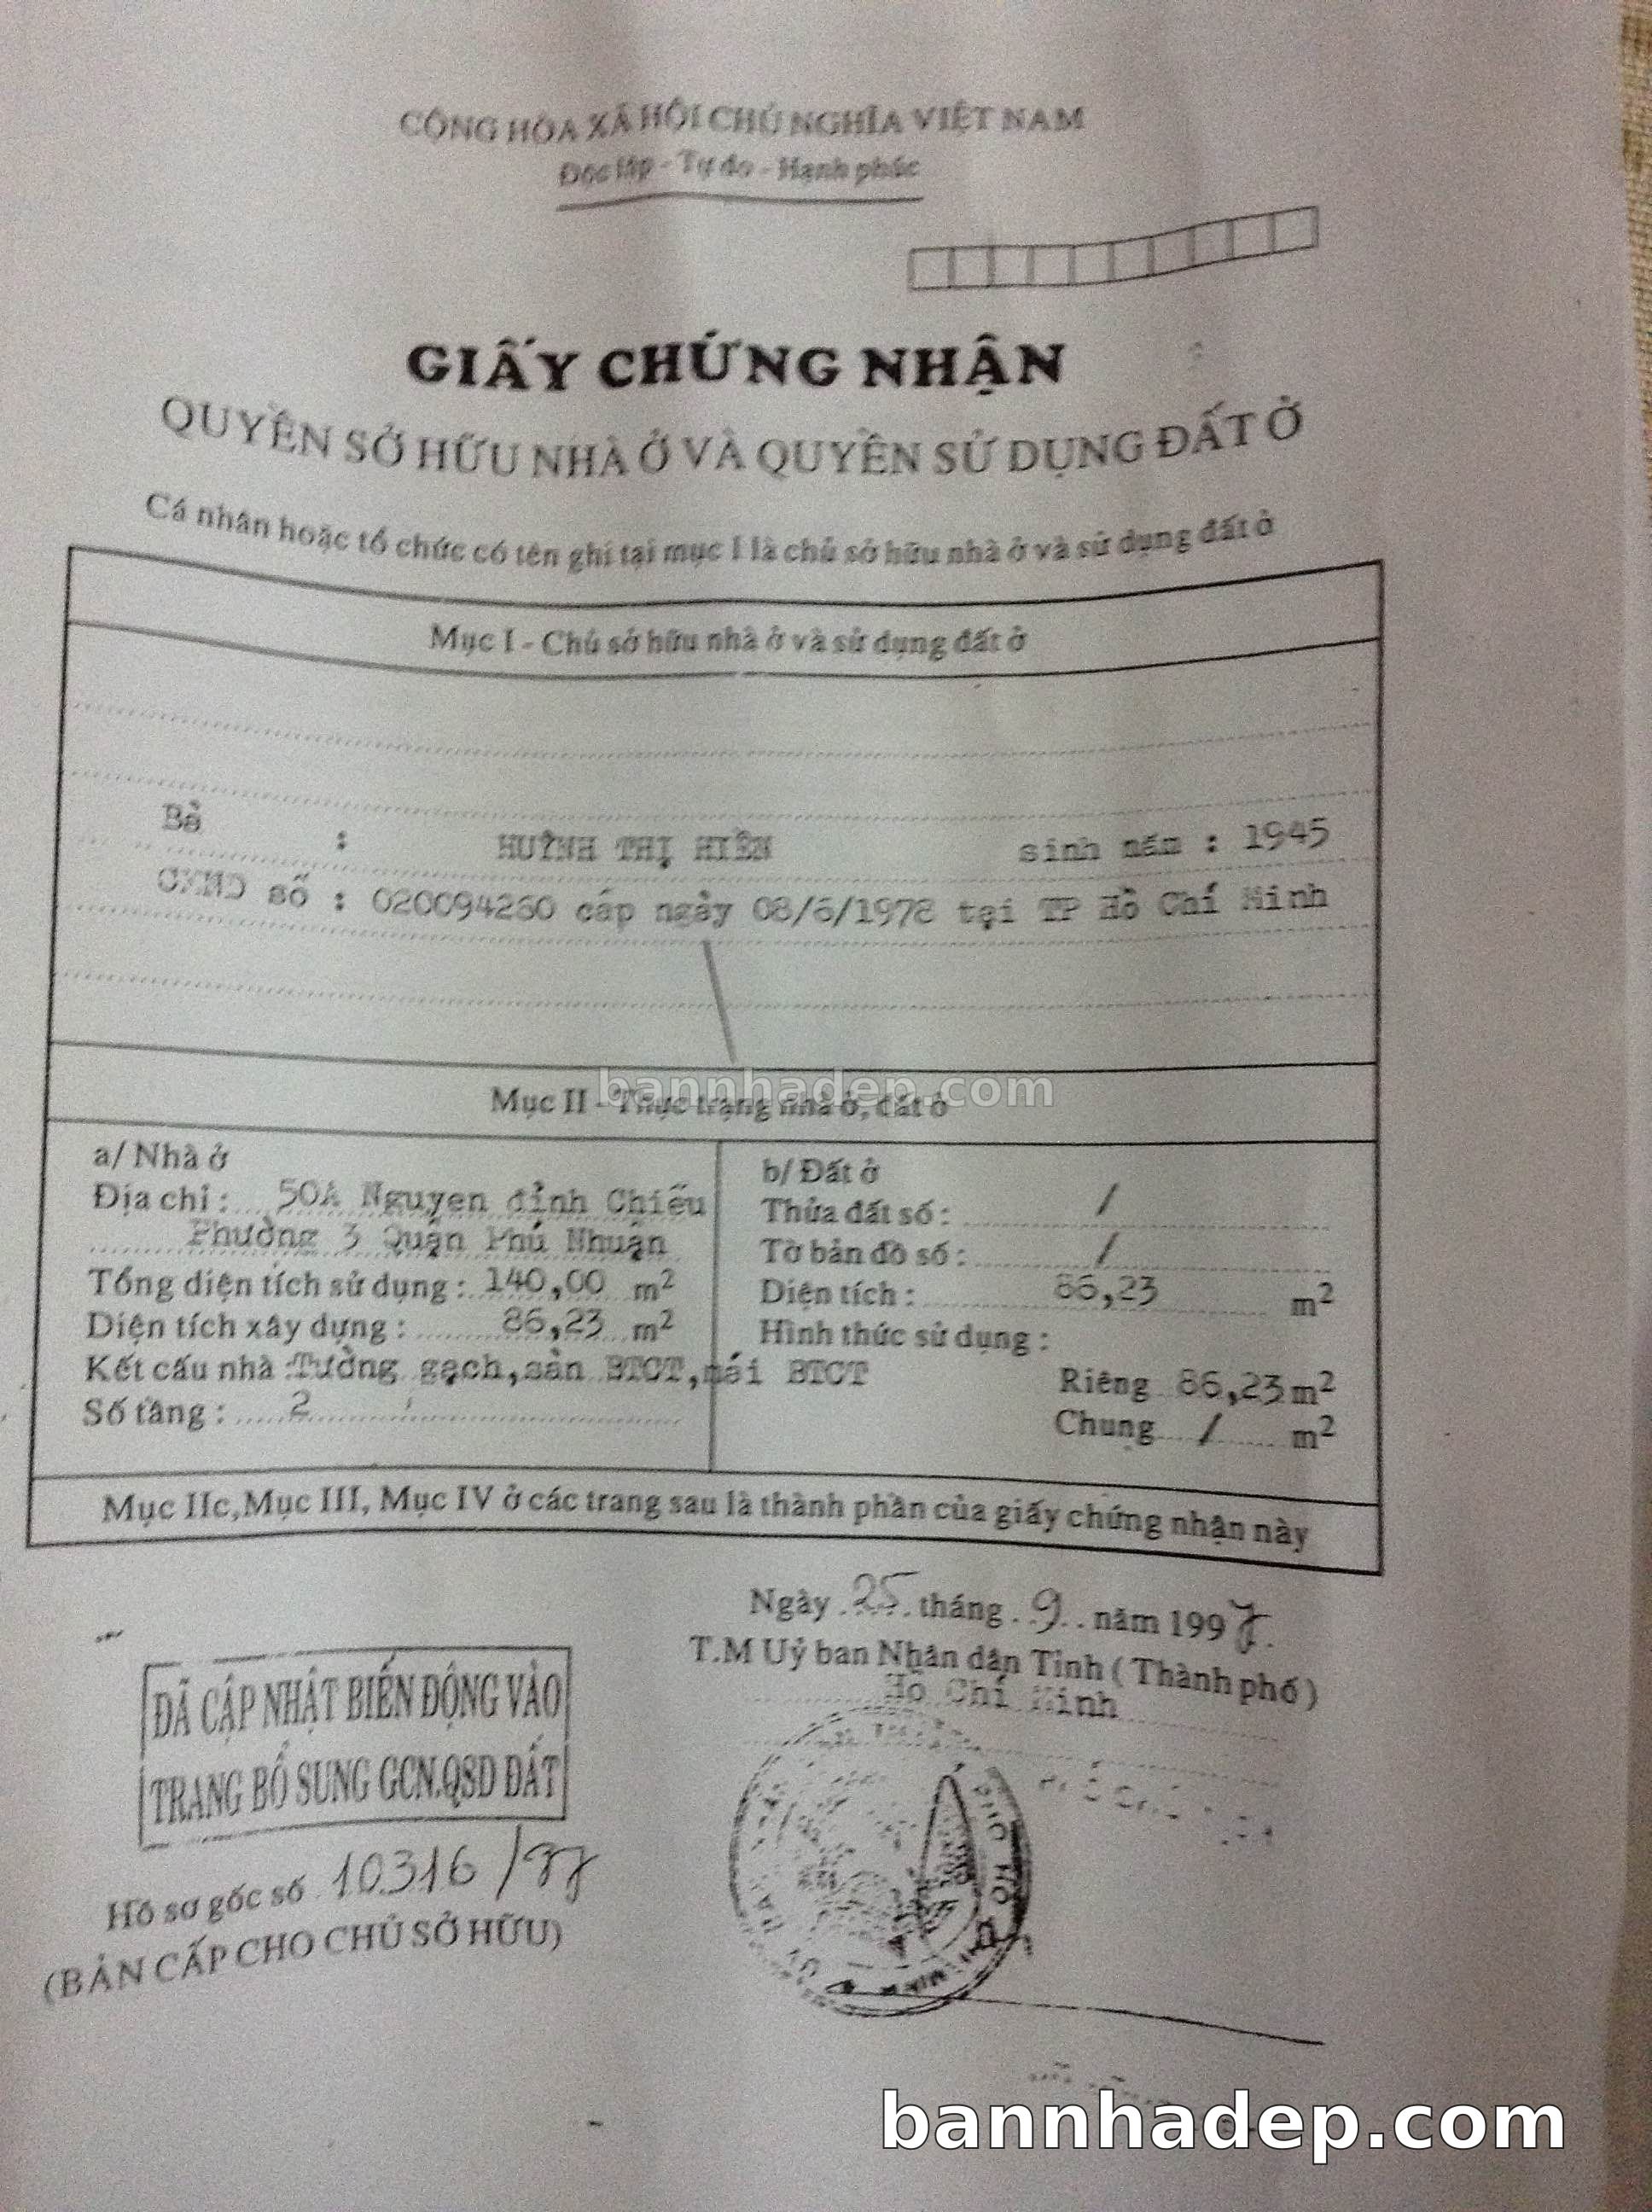 CỘNG HÒA XÃ HỘI CHỦ NGHĨA VIỆT NAM
Độc lập - Tự do - Hạnh phúc
GIẤY CHỨNG NHẬN
QUYỀN SỞ HỮU NHÀ Ở VÀ QUYỀN SỬ DỤNG ĐẤT Ở
Cá nhân hoặc tổ chức có tên ghi tại mục I là chủ sở hữu nhà ở và sử dụng đất ở
Mục I - Chủ sở hữu nhà ở và sử dụng đất ở
Bà : HUỲNH THỊ HIỀN sinh năm : 1945
CMND số : 020094260 cấp ngày 08/6/1978 tại TP Hồ Chí Minh
bannhadep.com
Mục II - Thực trạng nhà ở, đất ở
a/ Nhà ở
Địa chỉ : 50A Nguyen đình Chiểu
Phường 3 Quận Phú Nhuận
Tổng diện tích sử dụng : 140,00 m2
Diện tích xây dựng : 86,23 m2
Kết cấu nhà : Tường gạch, sàn BTCT, mái BTCT
Số tầng : 2
b/ Đất ở
Thửa đất số : /
Tờ bản đồ số : /
Diện tích : 86,23 m2
Hình thức sử dụng :
Riêng 86,23 m2
Chung / m2
Mục IIc, Mục III, Mục IV ở các trang sau là thành phần của giấy chứng nhận này
Ngày 25 tháng 9 năm 1997.
T.M Uỷ ban Nhân dân Tỉnh ( Thành phố )
Hồ Chí Minh
ĐÃ CẬP NHẬT BIẾN ĐỘNG VÀO
TRANG BỔ SUNG GCN.QSD ĐẤT
Hồ sơ gốc số 10.316 /97
(BẢN CẤP CHO CHỦ SỞ HỮU)
bannhadep.com